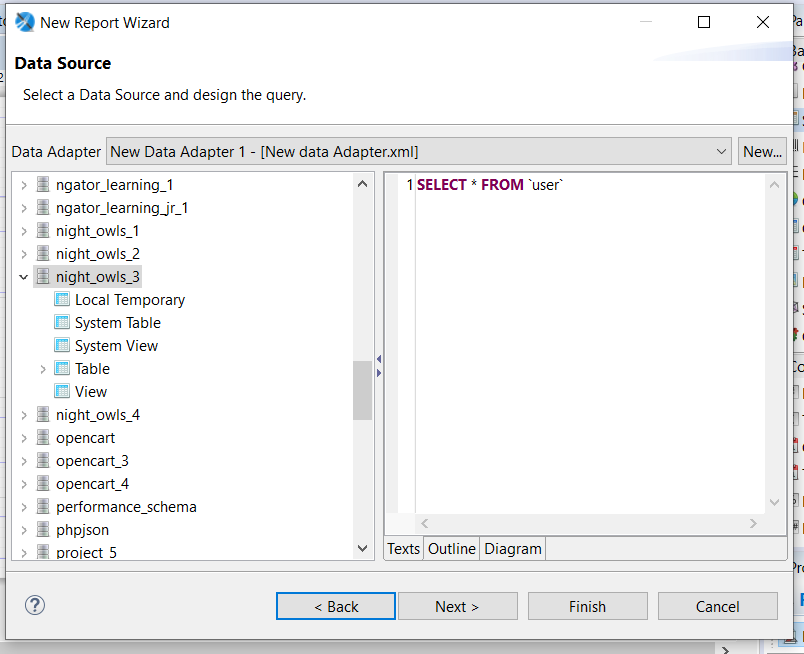 New Report Wizard
Data Source
Select a Data Source and design the query.
Data Adapter New Data Adapter 1 - [New data Adapter.xml] New...
ngator_learning_1
ngator_learning_jr_1
night_owls_1
night_owls_2
night_owls_3
Local Temporary
System Table
System View
Table
View
night_owls_4
opencart
opencart_3
opencart_4
performance_schema
phpjson
project_5
1 SELECT * FROM `user`
Texts Outline Diagram
< Back Next > Finish Cancel